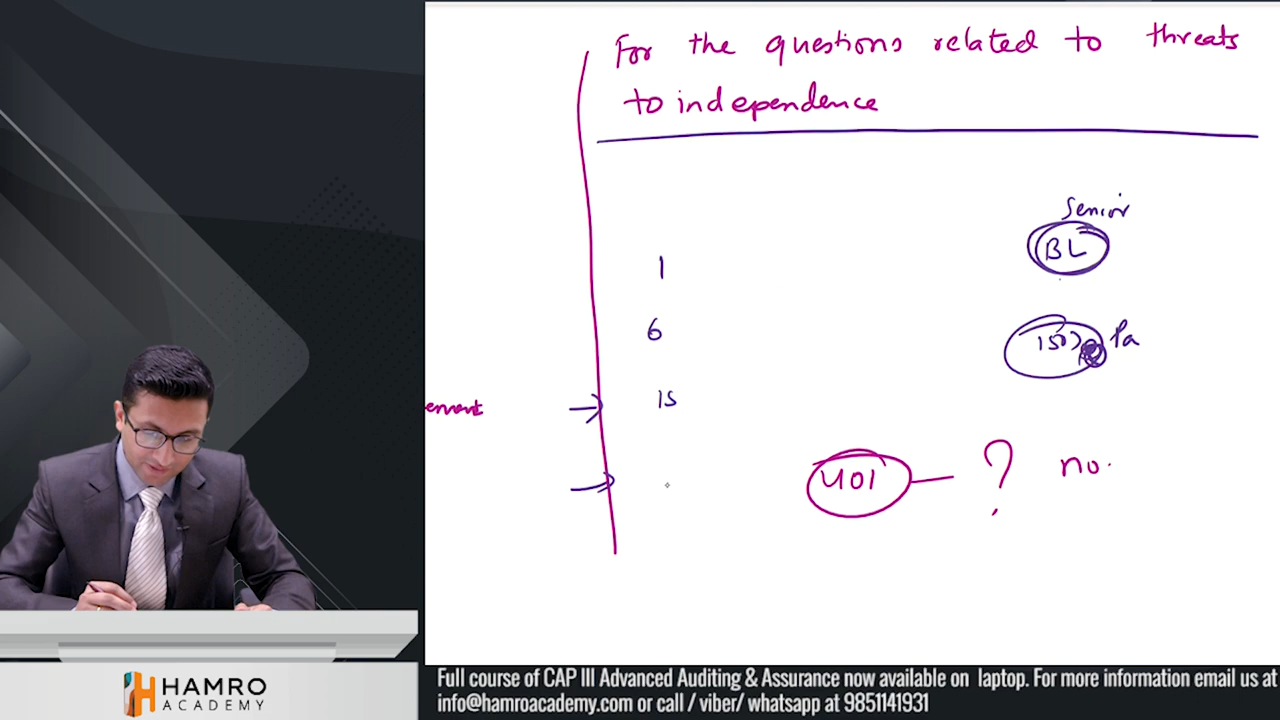 For the questions related to threats
to independence
Senior
1 BL
6 Pa
15
401 — ? no.
HAMRO
ACADEMY
Full course of CAP III Advanced Auditing & Assurance now available on laptop. For more information email us at
info@hamroacademy.com or call / viber/ whatsapp at 9851141931